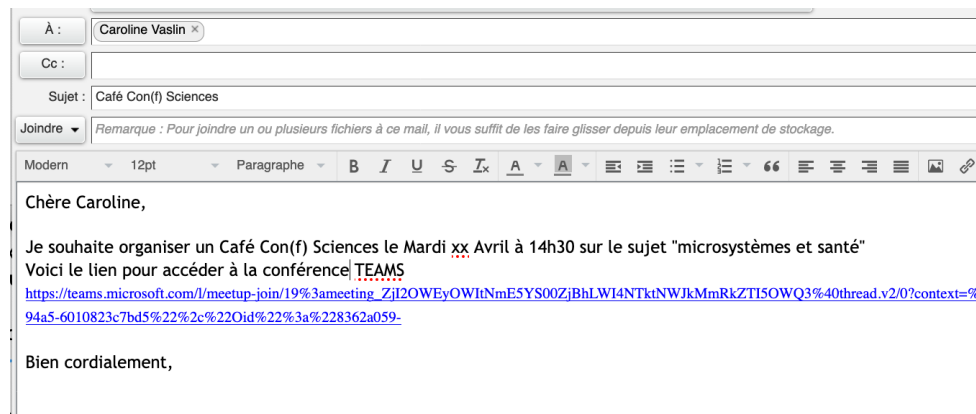 À :
Caroline Vaslin ×
Cc :
Sujet :
Café Con(f) Sciences
Joindre
Remarque : Pour joindre un ou plusieurs fichiers à ce mail, il vous suffit de les faire glisser depuis leur emplacement de stockage.
Modern 12pt Paragraphe B I U S Tx A A
Chère Caroline,
Je souhaite organiser un Café Con(f) Sciences le Mardi xx Avril à 14h30 sur le sujet "microsystèmes et santé"
Voici le lien pour accéder à la conférence TEAMS
https://teams.microsoft.com/l/meetup-join/19%3ameeting_ZjI2OWEyOWItNmE5YS00ZjBhLWI4NTktNWJkMmRkZTI5OWQ3%40thread.v2/0?context=%
94a5-6010823c7bd5%22%2c%22Oid%22%3a%228362a059-
Bien cordialement,